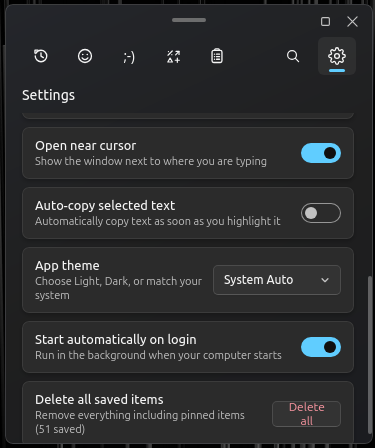 ;-)
Settings
Open near cursor
Show the window next to where you are typing
Auto-copy selected text
Automatically copy text as soon as you highlight it
App theme
Choose Light, Dark, or match your
system
System Auto
Start automatically on login
Run in the background when your computer starts
Delete all saved items
Remove everything including pinned items
(51 saved)
Delete
all